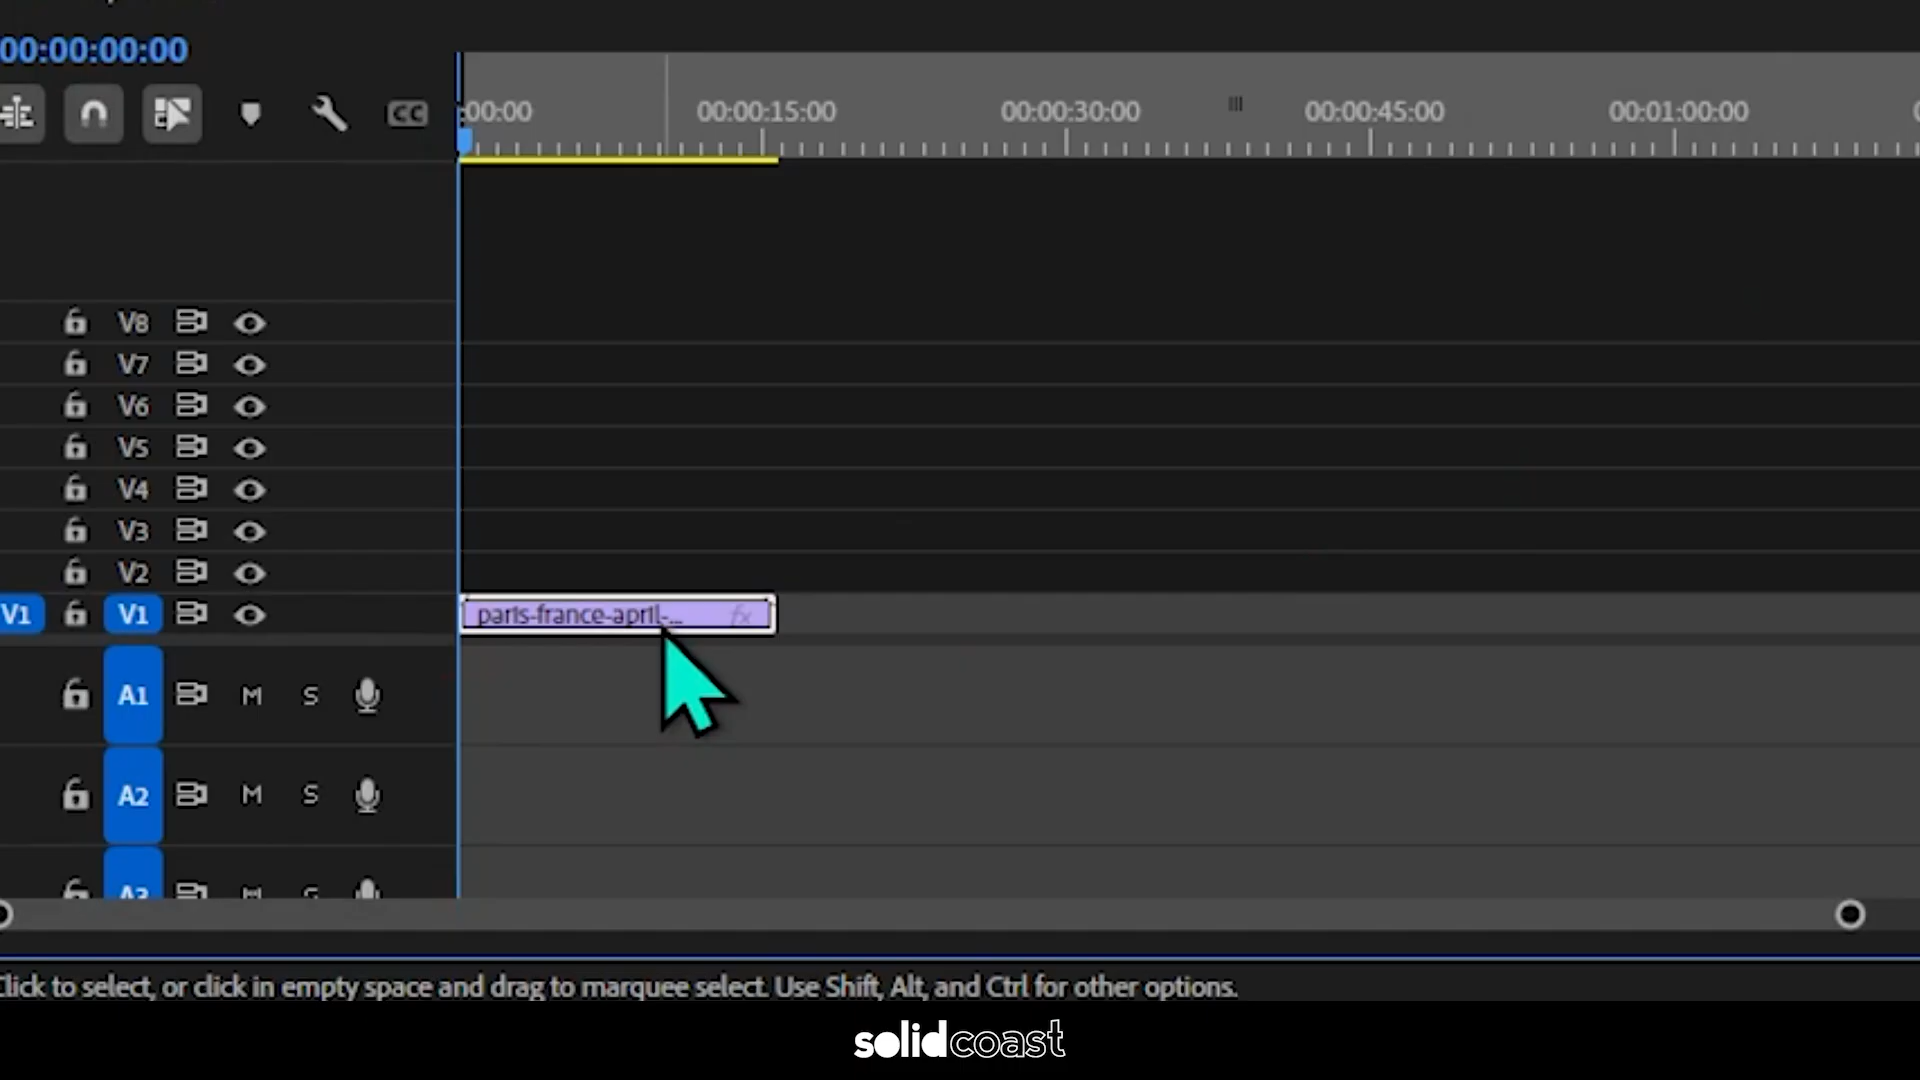 00:00:00:00
:00:00 00:00:15:00 00:00:30:00 00:00:45:00 00:01:00:00
CC
V8
V7
V6
V5
V4
V3
V2
V1 V1 paris-france-april-... fx
A1 M S
A2 M S
A3 M S
Click to select, or click in empty space and drag to marquee select. Use Shift, Alt, and Ctrl for other options.
solidcoast